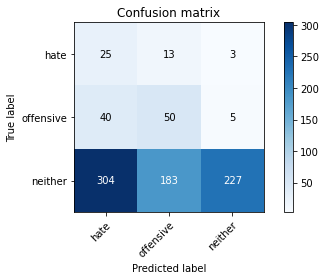 Confusion matrix
hate 25 13 3
offensive 40 50 5
neither 304 183 227
hate offensive neither
True label
Predicted label
300
250
200
150
100
50